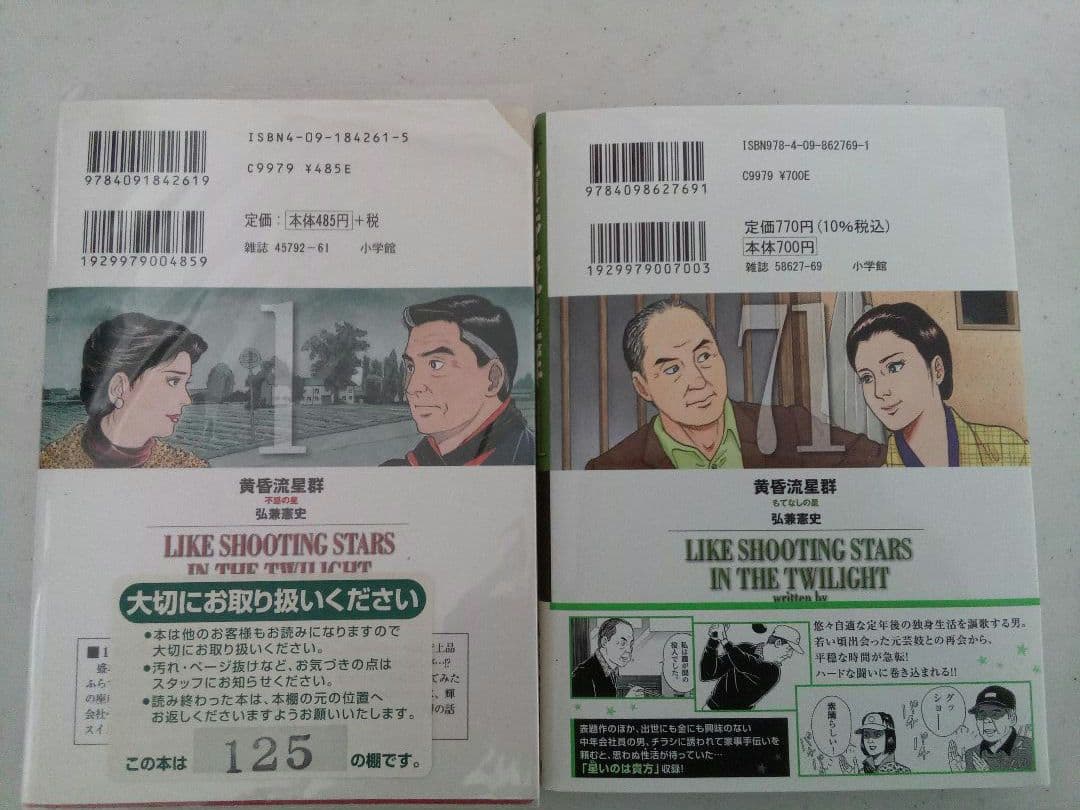 ISBN4-09-184261-5
9784091842619
C9979 ¥485E
定価：本体485円+税
1929979004859
雑誌 45792-61 小学館
1
黄昏流星群
不惑の星
弘兼憲史
LIKE SHOOTING STARS
IN THE TWILIGHT
大切にお取り扱いください
●本は他のお客様もお読みになりますので
大切にお取り扱いください。
●汚れ・ページ抜けなど、お気づきの点は
スタッフにお知らせください。
●読み終わった本は、本棚の元の位置へ
お返しくださいますようお願いいたします。
この本は 125 の棚です。
ISBN978-4-09-862769-1
9784098627691
C9979 ¥700E
定価770円(10%税込)
本体700円
1929979007003
雑誌 58627-69 小学館
71
黄昏流星群
もてなしの星
弘兼憲史
LIKE SHOOTING STARS
IN THE TWILIGHT
written by
悠々自適な定年後の独身生活を謳歌する男。
若い頃出会った元芸妓との再会から、
平穏な時間が急転!
ハードな闘いに巻き込まれる!!
私は霞が関の
役人でした。
グッ
ショー
素晴らしい!
表題作のほか、出世にも金にも興味のない
中年会社員の男、チラシに誘われて家事手伝いを
頼むと、思わぬ性活が待っていた…
「星いのは貴方」収録!